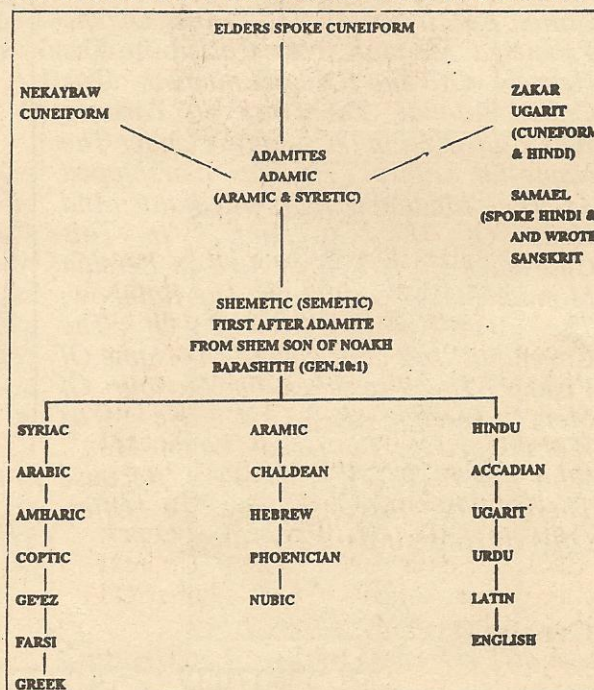 ELDERS SPOKE CUNEIFORM
NEKAYBAW
CUNEIFORM
ZAKAR
UGARIT
(CUNEFORM
& HINDI)
ADAMITES
ADAMIC
(ARAMIC & SYRETIC)
SAMAEL
(SPOKE HINDI &
AND WROTE
SANSKRIT
SHEMETIC (SEMETIC)
FIRST AFTER ADAMITE
FROM SHEM SON OF NOAKH
BARASHITH (GEN.10:1)
SYRIAC
ARABIC
AMHARIC
COPTIC
GE'EZ
FARSI
GREEK
ARAMIC
CHALDEAN
HEBREW
PHOENICIAN
NUBIC
HINDU
ACCADIAN
UGARIT
URDU
LATIN
ENGLISH